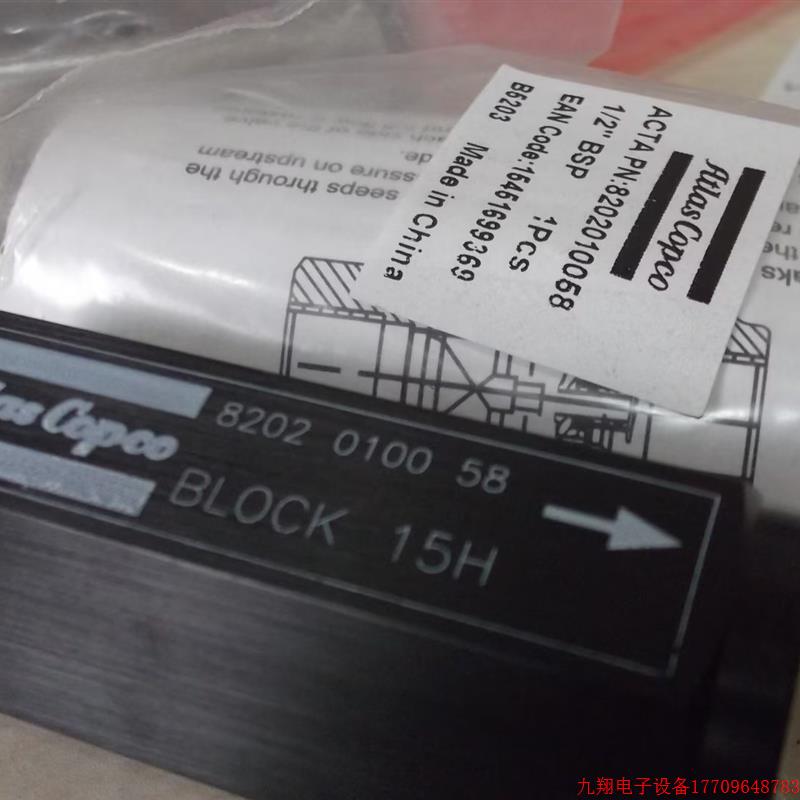 Atlas Copco
ACTA PN:8202010058
1/2" BSP 1Pcs
EAN Code:15451699369
B6203 Made in China
seeps through the
ssure on upstream
de.
las Copco
8202 0100 58
BLOCK 15H
九翔电子设备17709648783